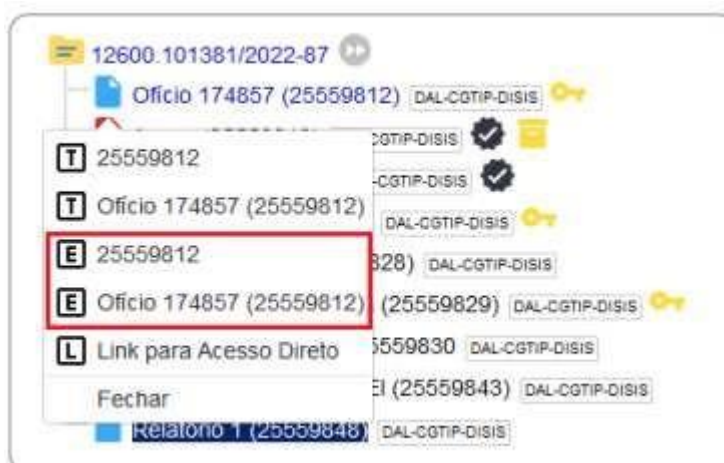 12600.101381/2022-87
Ofício 174857 (25559812) DAL-CGTIP-DISIS
CGTIP-DISIS
T 25559812
-CGTIP-DISIS
T Ofício 174857 (25559812)
DAL-CGTIP-DISIS
E 25559812
328) DAL-CGTIP-DISIS
E Ofício 174857 (25559812)
(25559829) DAL-CGTIP-DISIS
L Link para Acesso Direto
5559830 DAL-CGTIP-DISIS
Fechar
EI (25559843) DAL-CGTIP-DISIS
Relatório 1 (25559848) DAL-CGTIP-DISIS